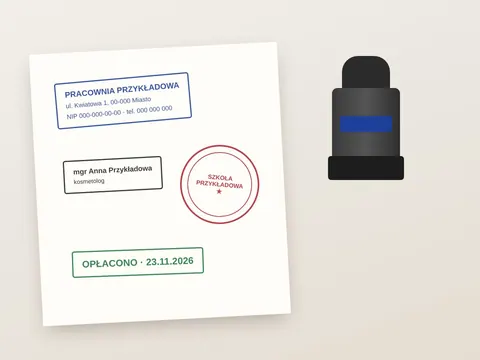 PRACOWNIA PRZYKŁADOWA
ul. Kwiatowa 1, 00-000 Miasto
NIP 000-000-00-00 · tel. 000 000 000
mgr Anna Przykładowa
kosmetolog
SZKOŁA
PRZYKŁADOWA
★
OPŁACONO · 23.11.2026